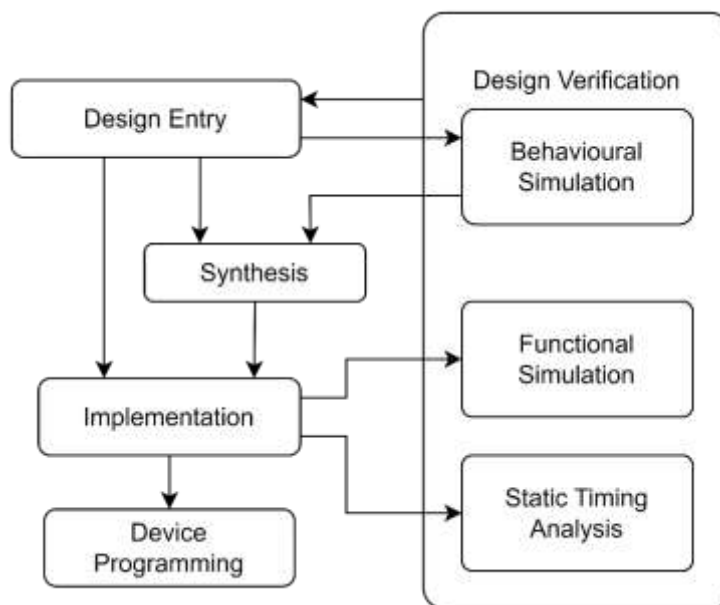 Design Verification
Design Entry
Behavioural
Simulation
Synthesis
Functional
Simulation
Implementation
Static Timing
Analysis
Device
Programming